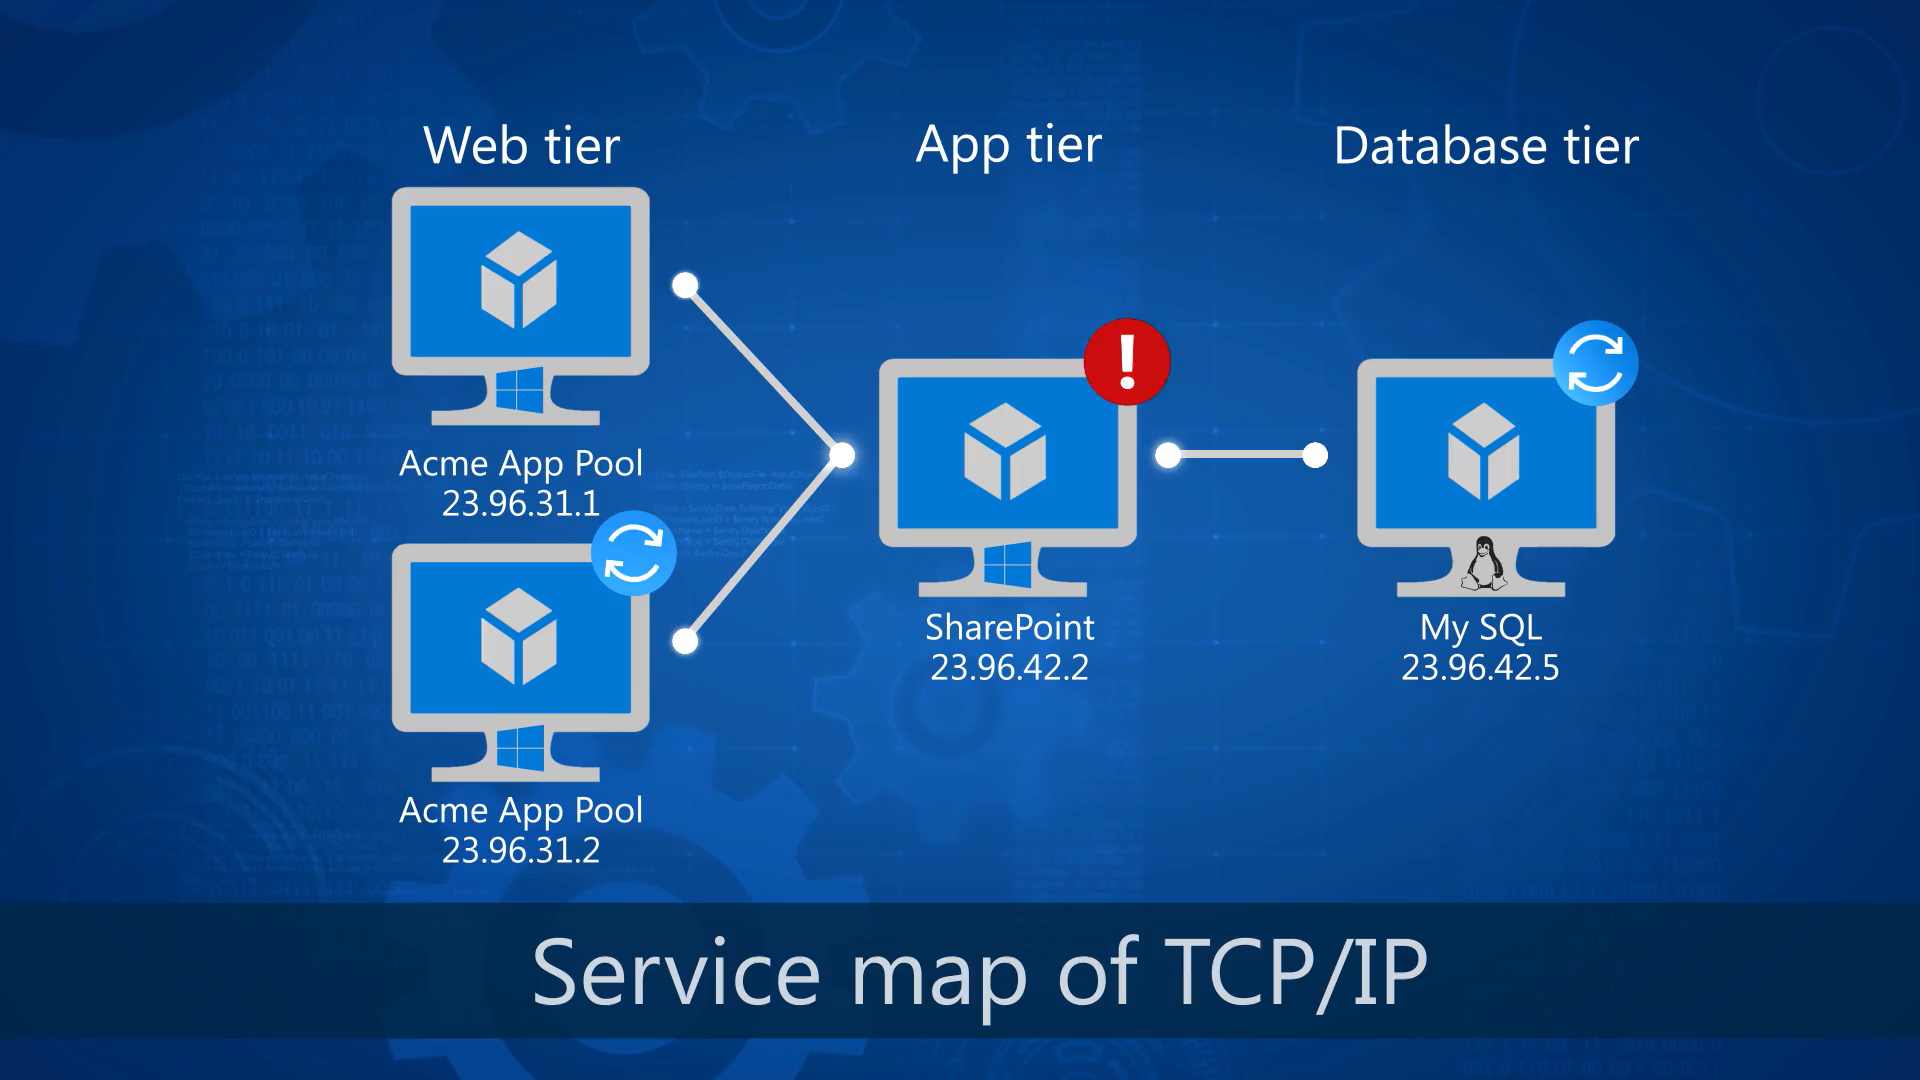 Web tier
App tier
Database tier
Acme App Pool
23.96.31.1
Acme App Pool
23.96.31.2
SharePoint
23.96.42.2
My SQL
23.96.42.5
Service map of TCP/IP